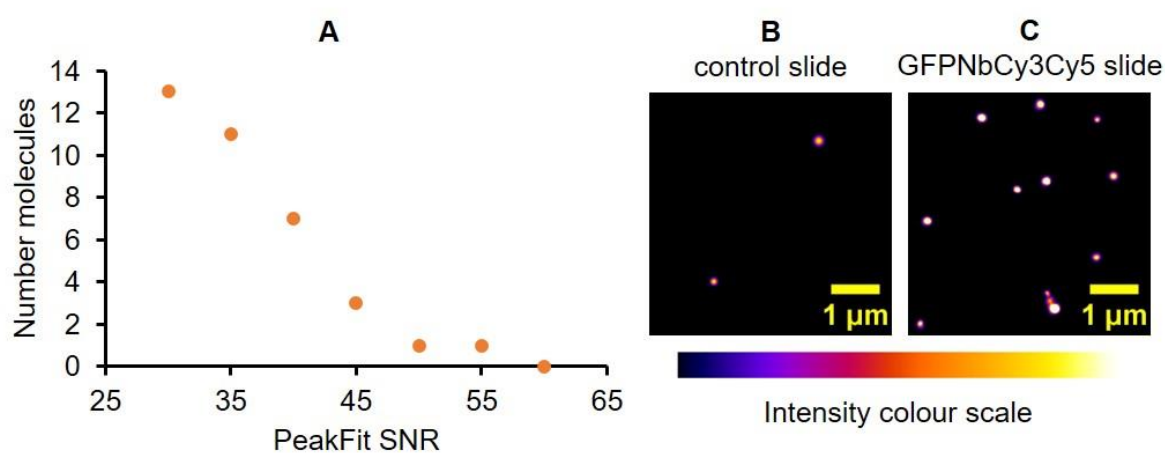 A
14
12
10
8
6
4
2
0
Number molecules
25 35 45 55 65
PeakFit SNR
B
control slide
1 µm
C
GFPNbCy3Cy5 slide
1 µm
Intensity colour scale